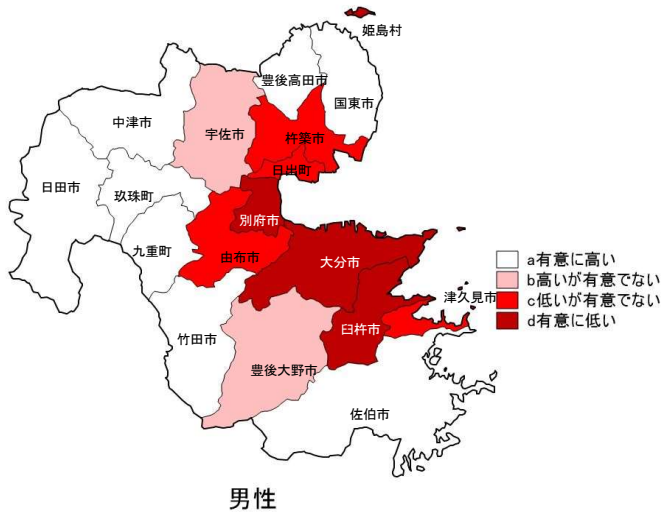 姫島村
豊後高田市
国東市
中津市
宇佐市
杵築市
日出町
日田市
玖珠町
別府市
九重町
由布市
大分市
a有意に高い
b高いが有意でない
津久見市
c低いが有意でない
d有意に低い
臼杵市
竹田市
豊後大野市
佐伯市
男性